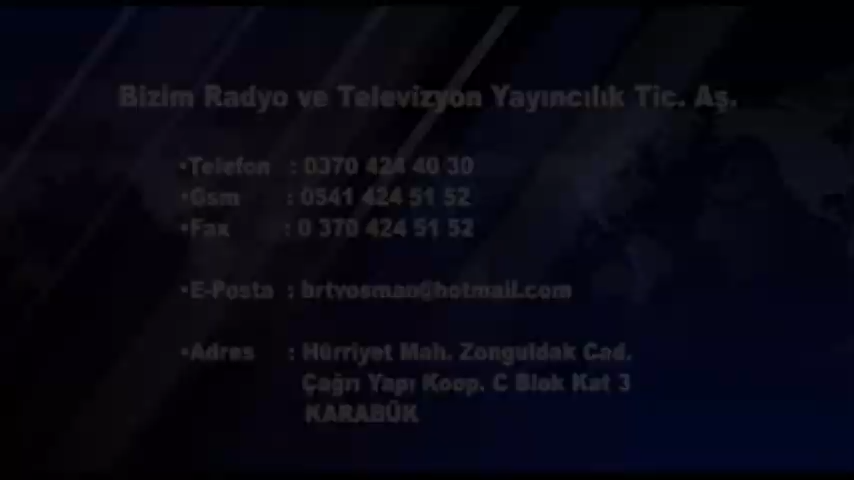 Bizim Radyo ve Televizyon Yayıncılık Tic. Aş.
•Telefon : 0370 424 40 30
•Gsm : 0541 424 51 52
•Fax : 0 370 424 51 52
•E-Posta : brtvosman@hotmail.com
•Adres : Hürriyet Mah. Zonguldak Cad.
Çağrı Yapı Koop. C Blok Kat 3
KARABÜK